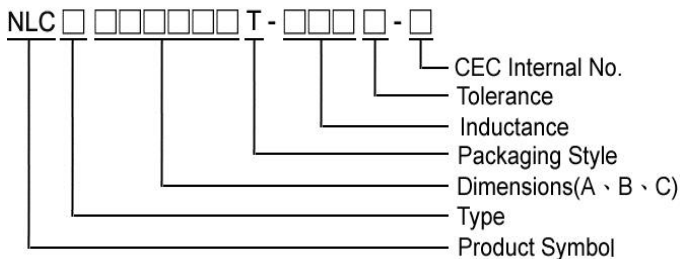 NLC□ □□□□□□ T - □□□ □ - □
CEC Internal No.
Tolerance
Inductance
Packaging Style
Dimensions(A、B、C)
Type
Product Symbol